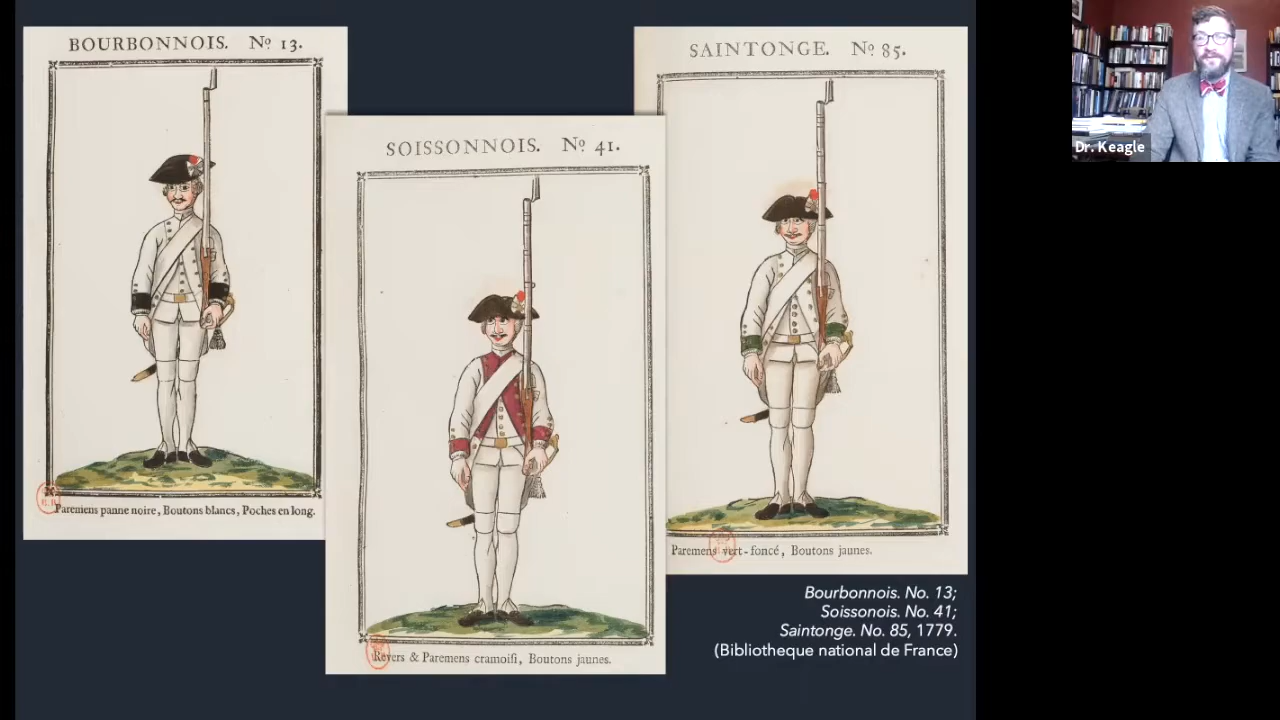 BOURBONNOIS. Nº 13.
Paremens panne noire, Boutons blancs, Poches en long.
SOISSONNOIS. Nº 41.
Revers & Paremens cramoisi, Boutons jaunes.
SAINTONGE. Nº 85.
Paremens vert-foncé, Boutons jaunes.
Bourbonnois. No. 13;
Soissonois. No. 41;
Saintonge. No. 85, 1779.
(Bibliotheque national de France)
Dr. Keagle